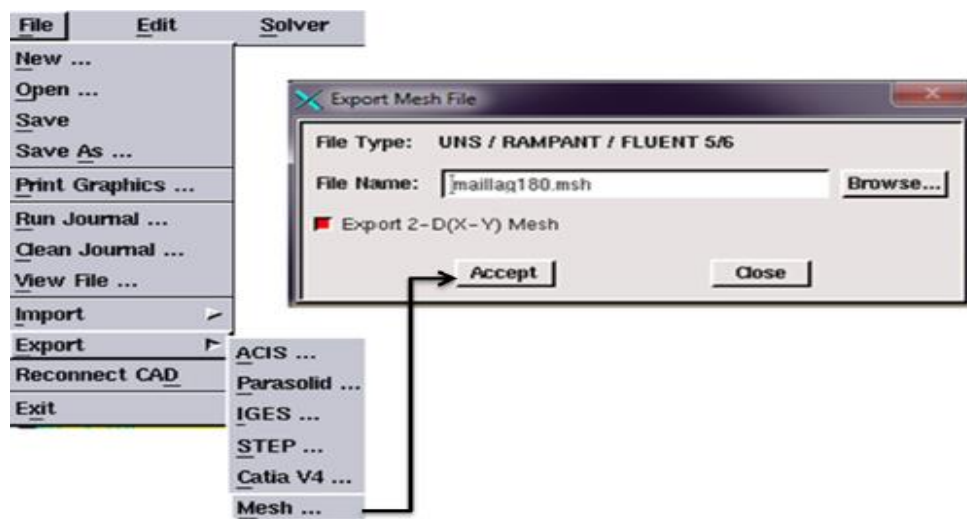 File Edit Solver
New ...
Open ...
Save
Save As ...
Print Graphics ...
Run Journal ...
Clean Journal ...
View File ...
Import
Export
Reconnect CAD
Exit
ACIS ...
Parasolid ...
IGES ...
STEP ...
Catia V4 ...
Mesh ...
Export Mesh File
File Type: UNS / RAMPANT / FLUENT 5/6
File Name: maillag180.msh Browse...
Export 2-D(X-Y) Mesh
Accept Close